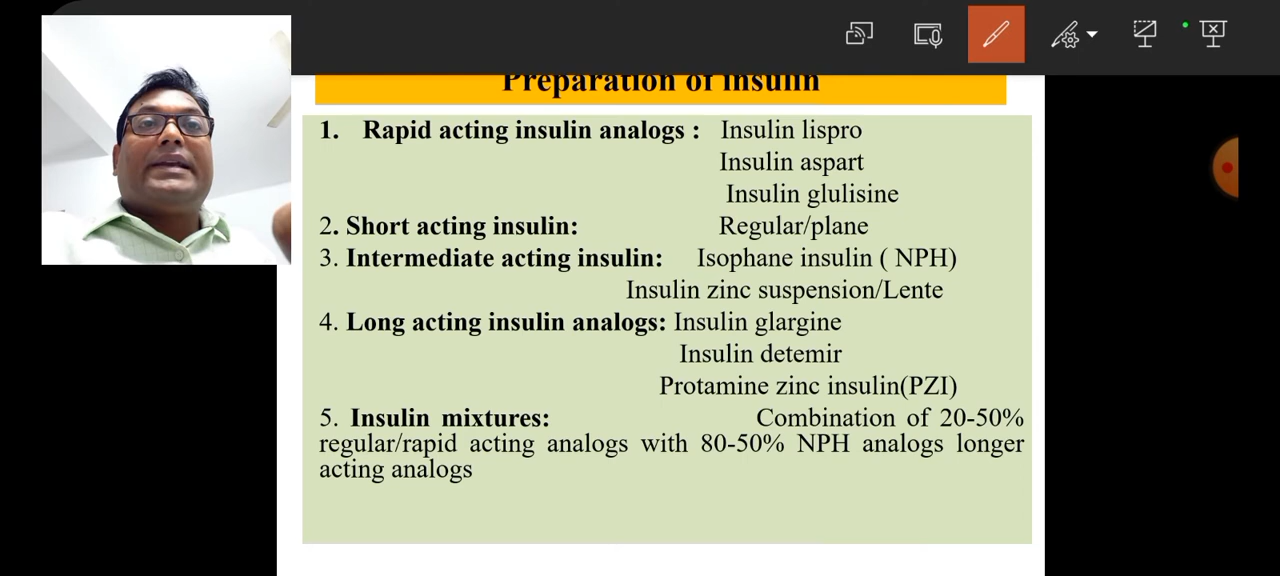 Preparation of insulin
1. Rapid acting insulin analogs : Insulin lispro
Insulin aspart
Insulin glulisine
2. Short acting insulin: Regular/plane
3. Intermediate acting insulin: Isophane insulin ( NPH)
Insulin zinc suspension/Lente
4. Long acting insulin analogs: Insulin glargine
Insulin detemir
Protamine zinc insulin(PZI)
5. Insulin mixtures: Combination of 20-50%
regular/rapid acting analogs with 80-50% NPH analogs longer
acting analogs